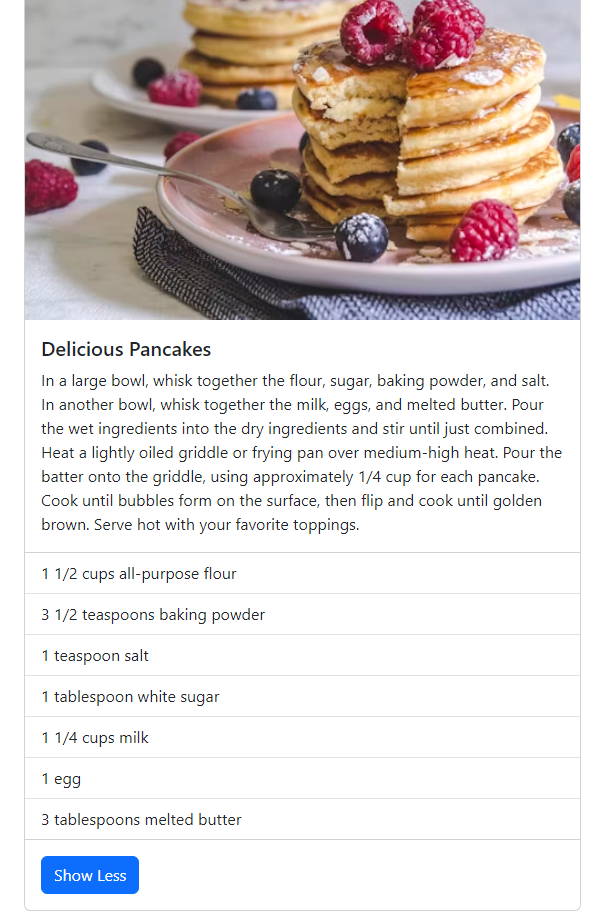 Delicious Pancakes
In a large bowl, whisk together the flour, sugar, baking powder, and salt.
In another bowl, whisk together the milk, eggs, and melted butter. Pour
the wet ingredients into the dry ingredients and stir until just combined.
Heat a lightly oiled griddle or frying pan over medium-high heat. Pour the
batter onto the griddle, using approximately 1/4 cup for each pancake.
Cook until bubbles form on the surface, then flip and cook until golden
brown. Serve hot with your favorite toppings.
1 1/2 cups all-purpose flour
3 1/2 teaspoons baking powder
1 teaspoon salt
1 tablespoon white sugar
1 1/4 cups milk
1 egg
3 tablespoons melted butter
Show Less